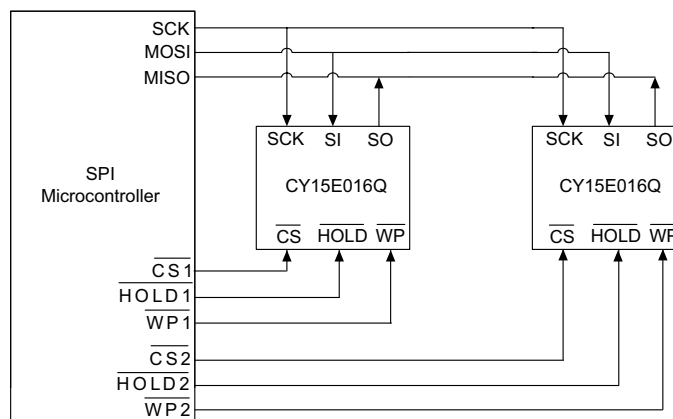 SCK
MOSI
MISO
SPI
Microcontroller
CS1
HOLD1
WP1
CS2
HOLD2
WP2
SCK SI SO
CY15E016Q
CS HOLD WP
SCK SI SO
CY15E016Q
CS HOLD WP